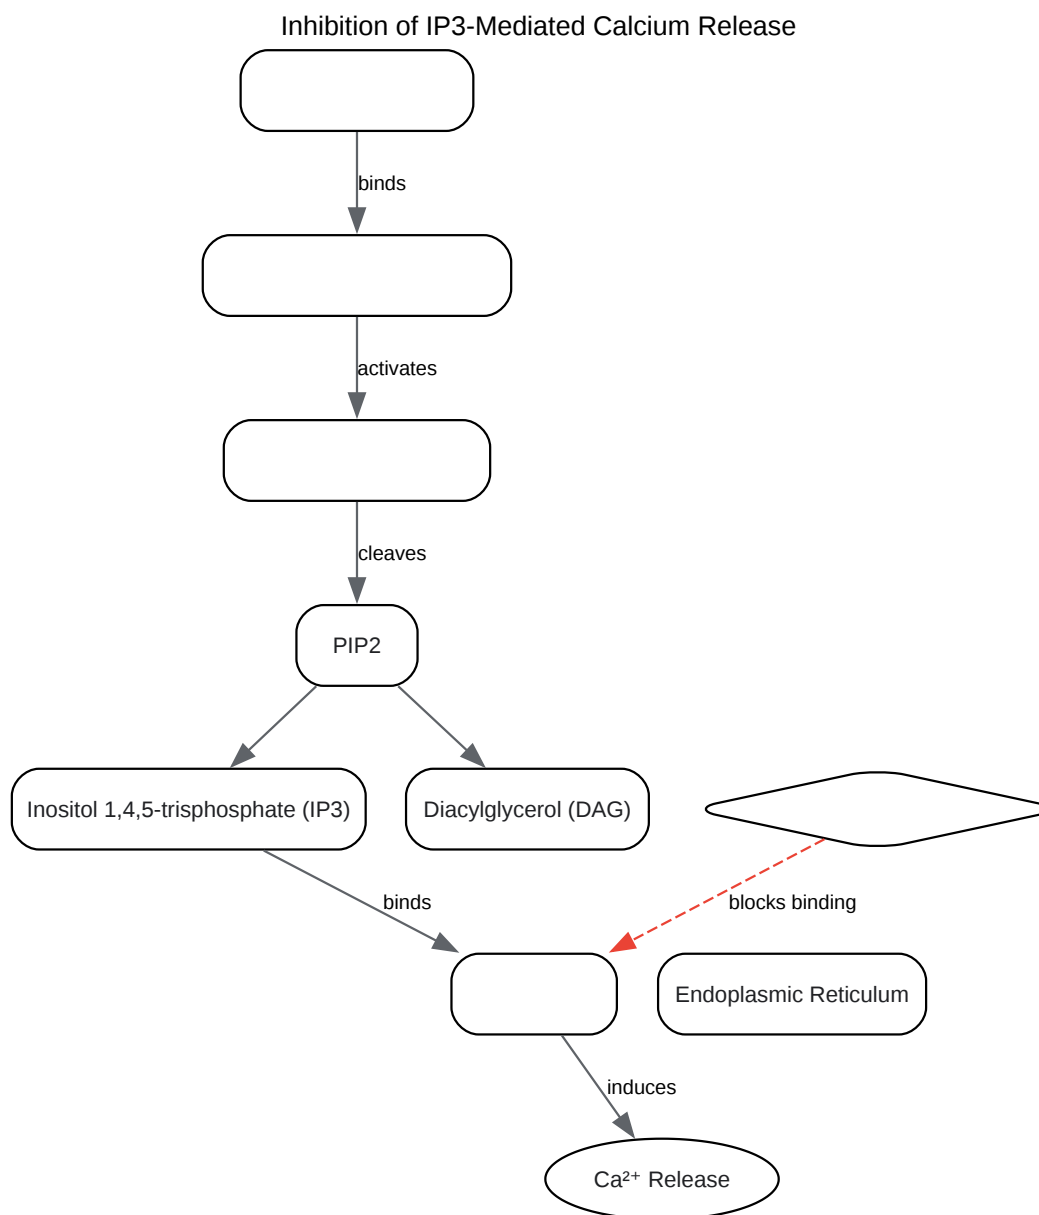 Inhibition of IP3-Mediated Calcium Release
binds
activates
cleaves
PIP2
Inositol 1,4,5-trisphosphate (IP3)
Diacylglycerol (DAG)
binds
blocks binding
Endoplasmic Reticulum
induces
Ca²⁺ Release